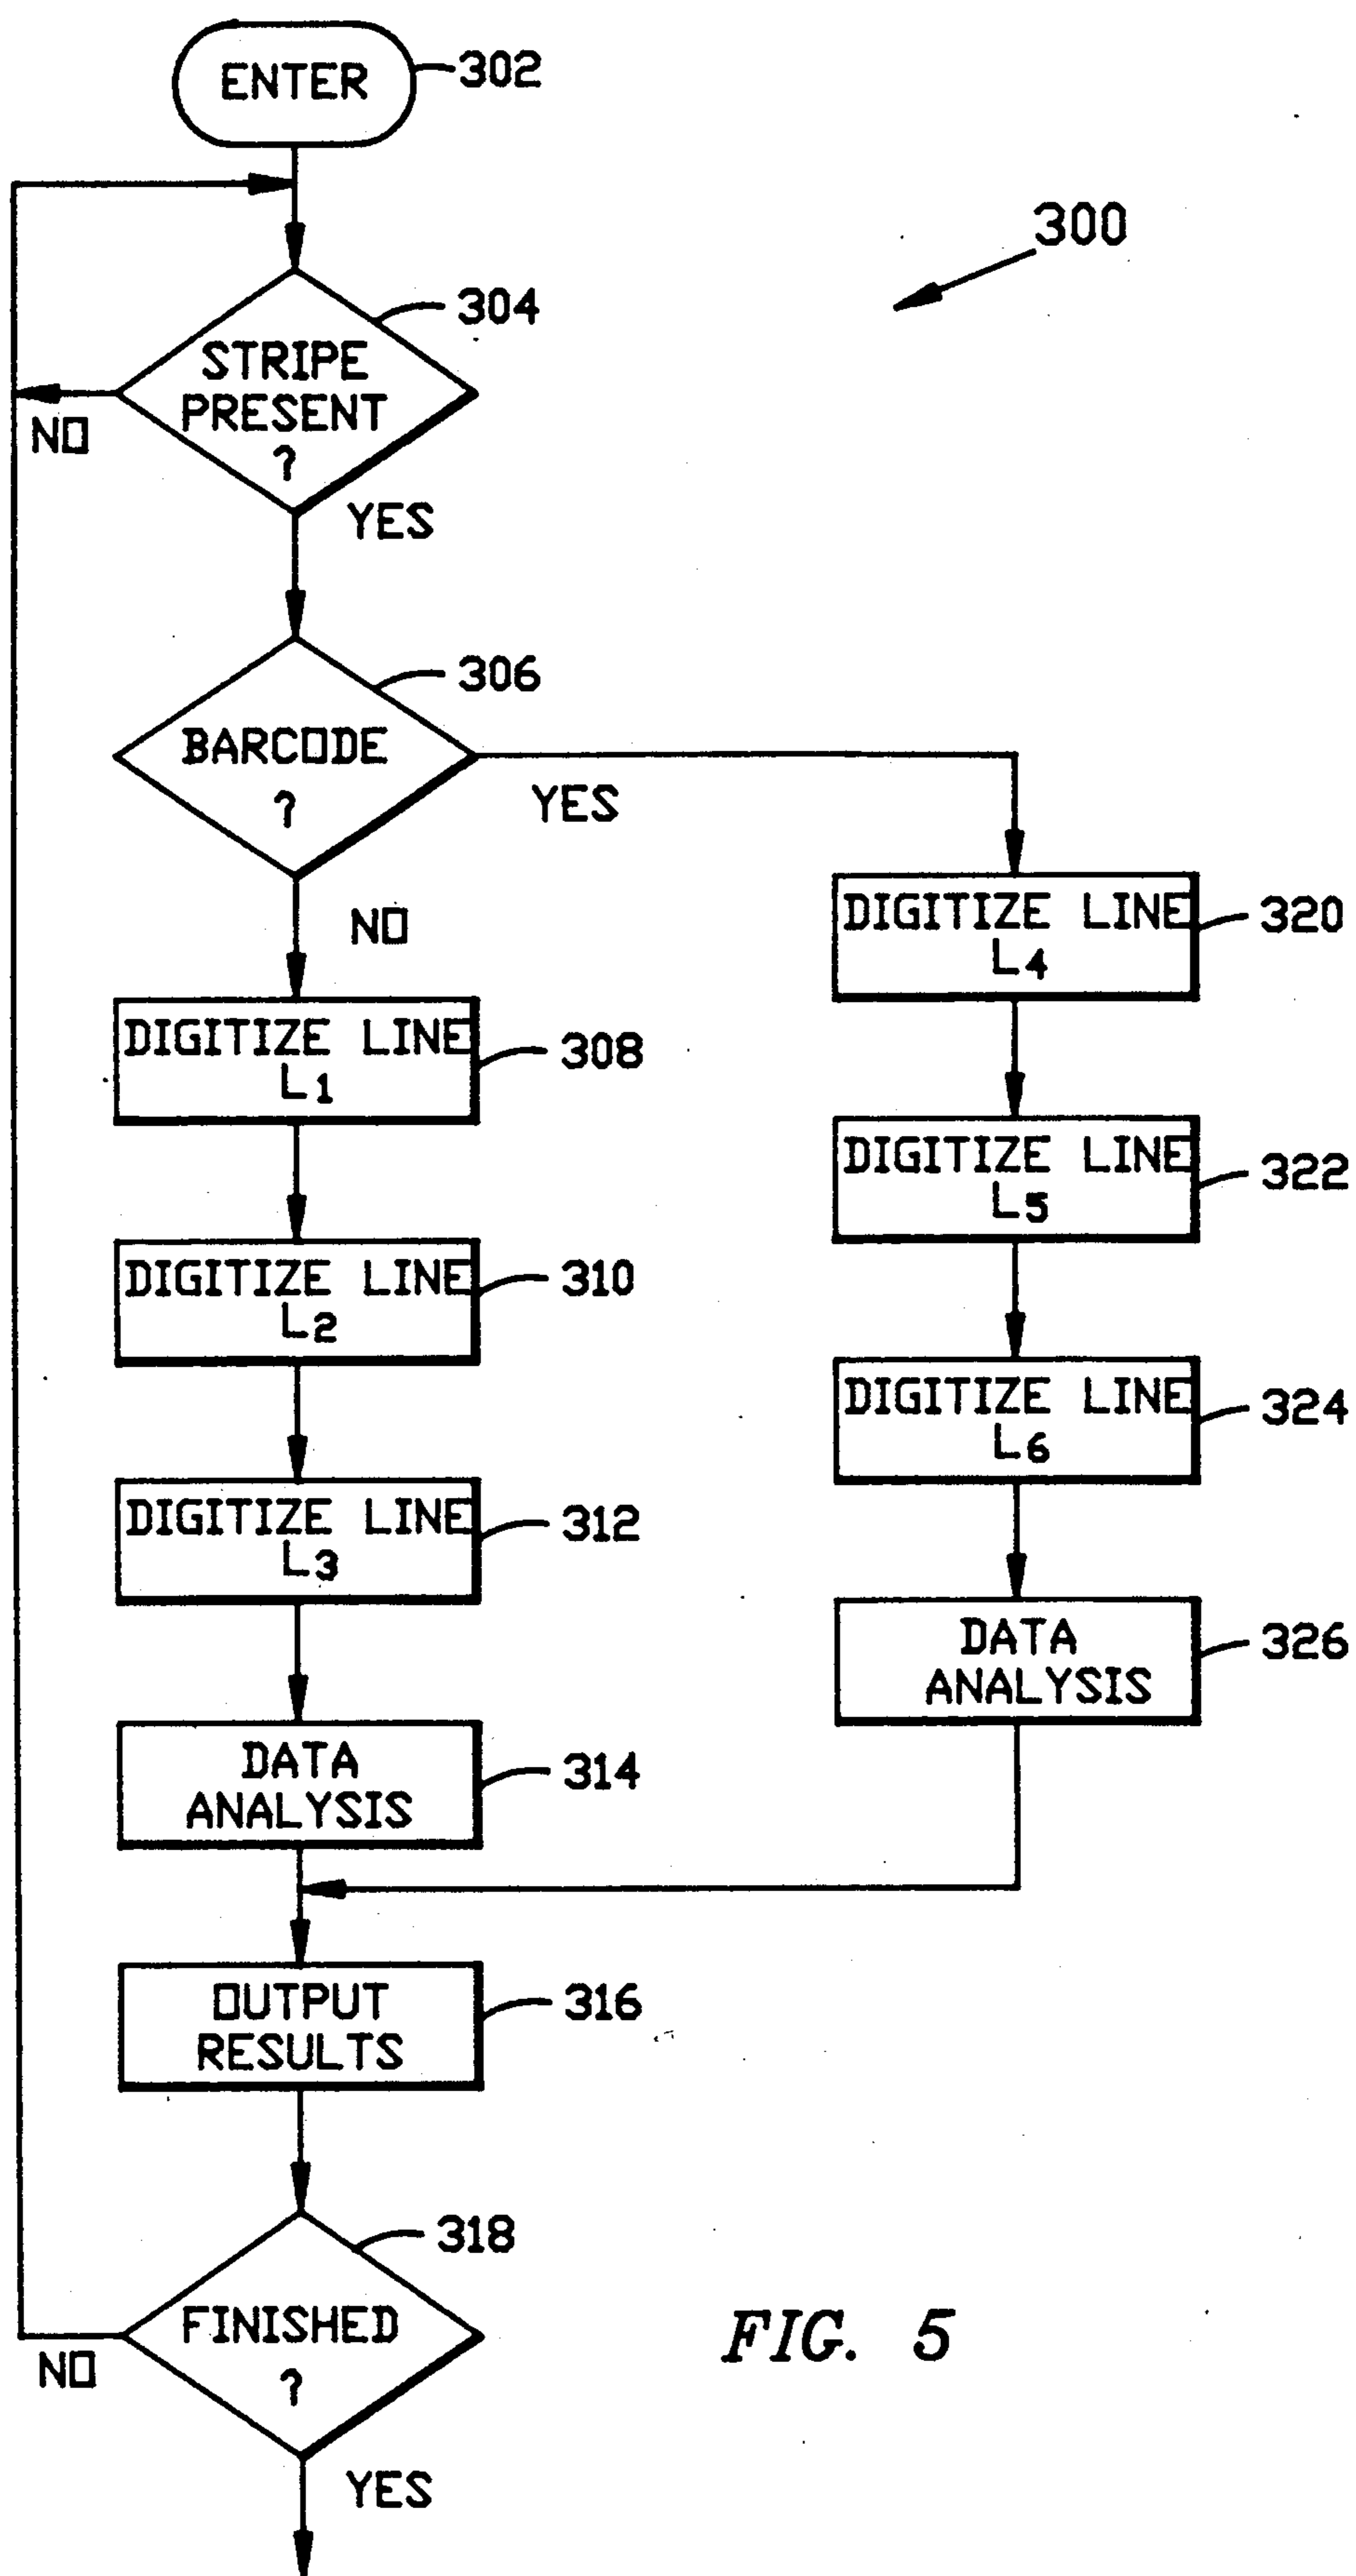 ENTER
302
300
304
STRIPE
PRESENT
?
NO
YES
306
BARCODE
?
YES
NO
DIGITIZE LINE
L4
320
DIGITIZE LINE
L1
308
DIGITIZE LINE
L5
322
DIGITIZE LINE
L2
310
DIGITIZE LINE
L6
324
DIGITIZE LINE
L3
312
DATA
ANALYSIS
326
DATA
ANALYSIS
314
OUTPUT
RESULTS
316
318
FINISHED
?
NO
YES
FIG. 5